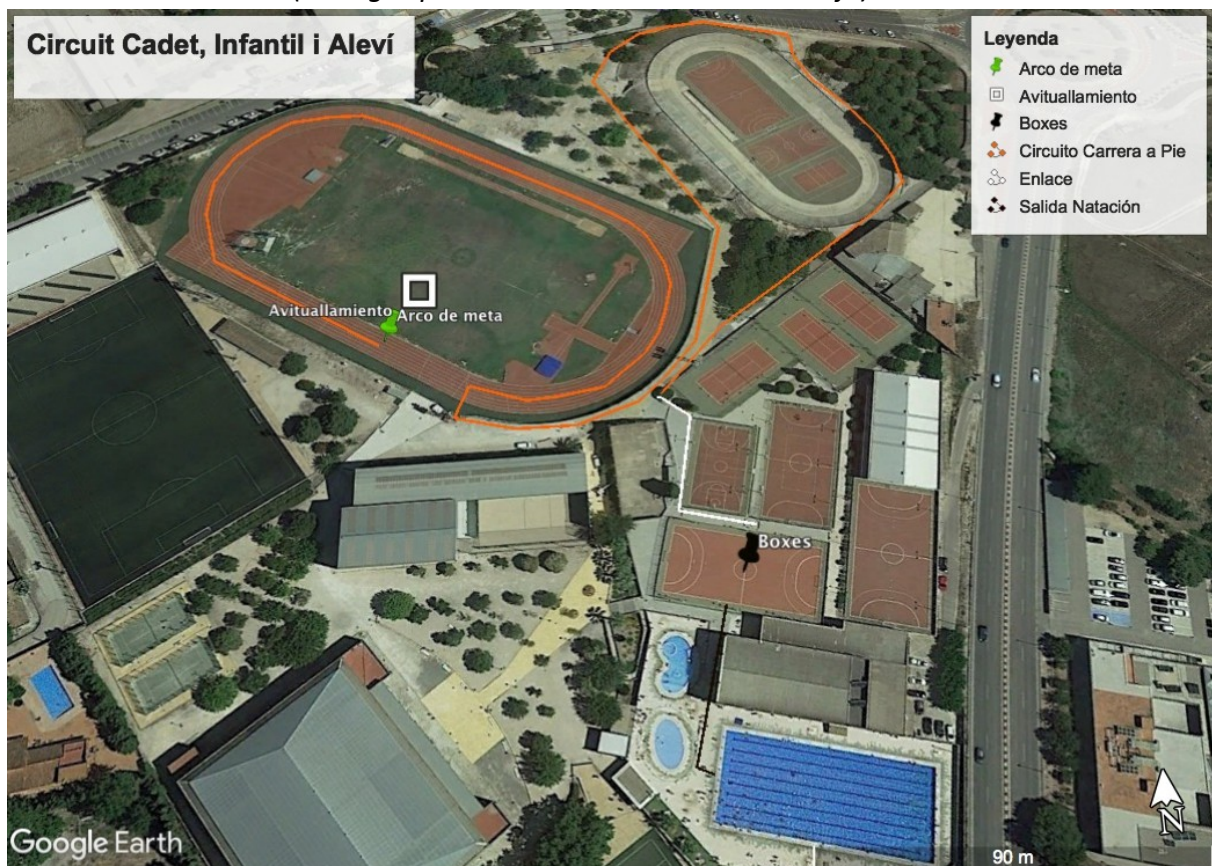 Circuit Cadet, Infantil i Aleví
Leyenda
Arco de meta
Avituallamiento
Boxes
Circuito Carrera a Pie
Enlace
Salida Natación
Avituallamiento
Arco de meta
Boxes
Google Earth
N
90 m